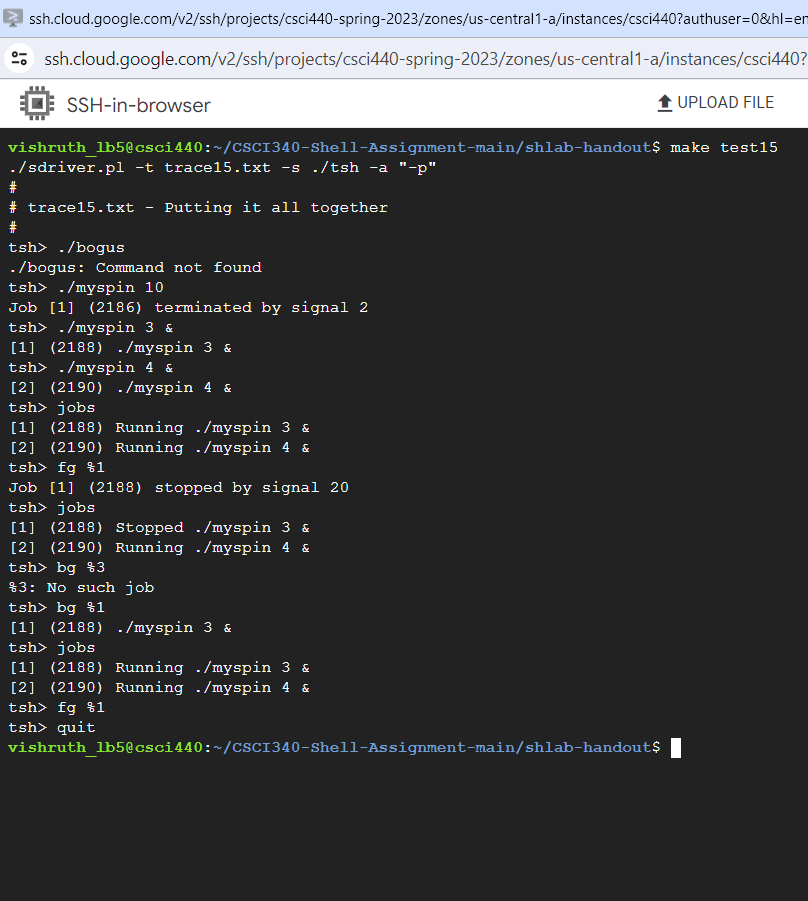 ssh.cloud.google.com/v2/ssh/projects/csci440-spring-2023/zones/us-central1-a/instances/csci440?authuser=0&hl=en
ssh.cloud.google.com/v2/ssh/projects/csci440-spring-2023/zones/us-central1-a/instances/csci440?
SSH-in-browser
UPLOAD FILE
vishruth_lb5@csci440:~/CSCI340-Shell-Assignment-main/shlab-handout$ make test15
./sdriver.pl -t trace15.txt -s ./tsh -a "-p"
#
# trace15.txt - Putting it all together
#
tsh> ./bogus
./bogus: Command not found
tsh> ./myspin 10
Job [1] (2186) terminated by signal 2
tsh> ./myspin 3 &
[1] (2188) ./myspin 3 &
tsh> ./myspin 4 &
[2] (2190) ./myspin 4 &
tsh> jobs
[1] (2188) Running ./myspin 3 &
[2] (2190) Running ./myspin 4 &
tsh> fg %1
Job [1] (2188) stopped by signal 20
tsh> jobs
[1] (2188) Stopped ./myspin 3 &
[2] (2190) Running ./myspin 4 &
tsh> bg %3
%3: No such job
tsh> bg %1
[1] (2188) ./myspin 3 &
tsh> jobs
[1] (2188) Running ./myspin 3 &
[2] (2190) Running ./myspin 4 &
tsh> fg %1
tsh> quit
vishruth_lb5@csci440:~/CSCI340-Shell-Assignment-main/shlab-handout$